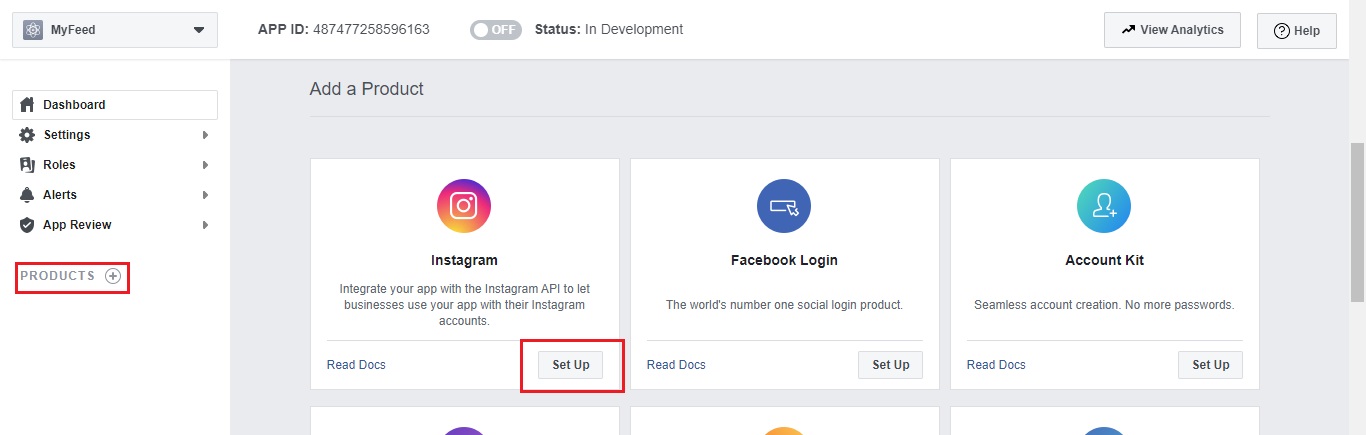 MyFeed
APP ID: 487477258596163
OFF
Status: In Development
View Analytics
Help
Dashboard
Settings
Roles
Alerts
App Review
PRODUCTS
Add a Product
Instagram
Integrate your app with the Instagram API to let
businesses use your app with their Instagram
accounts.
Read Docs
Set Up
Facebook Login
The world's number one social login product.
Read Docs
Set Up
Account Kit
Seamless account creation. No more passwords.
Read Docs
Set Up